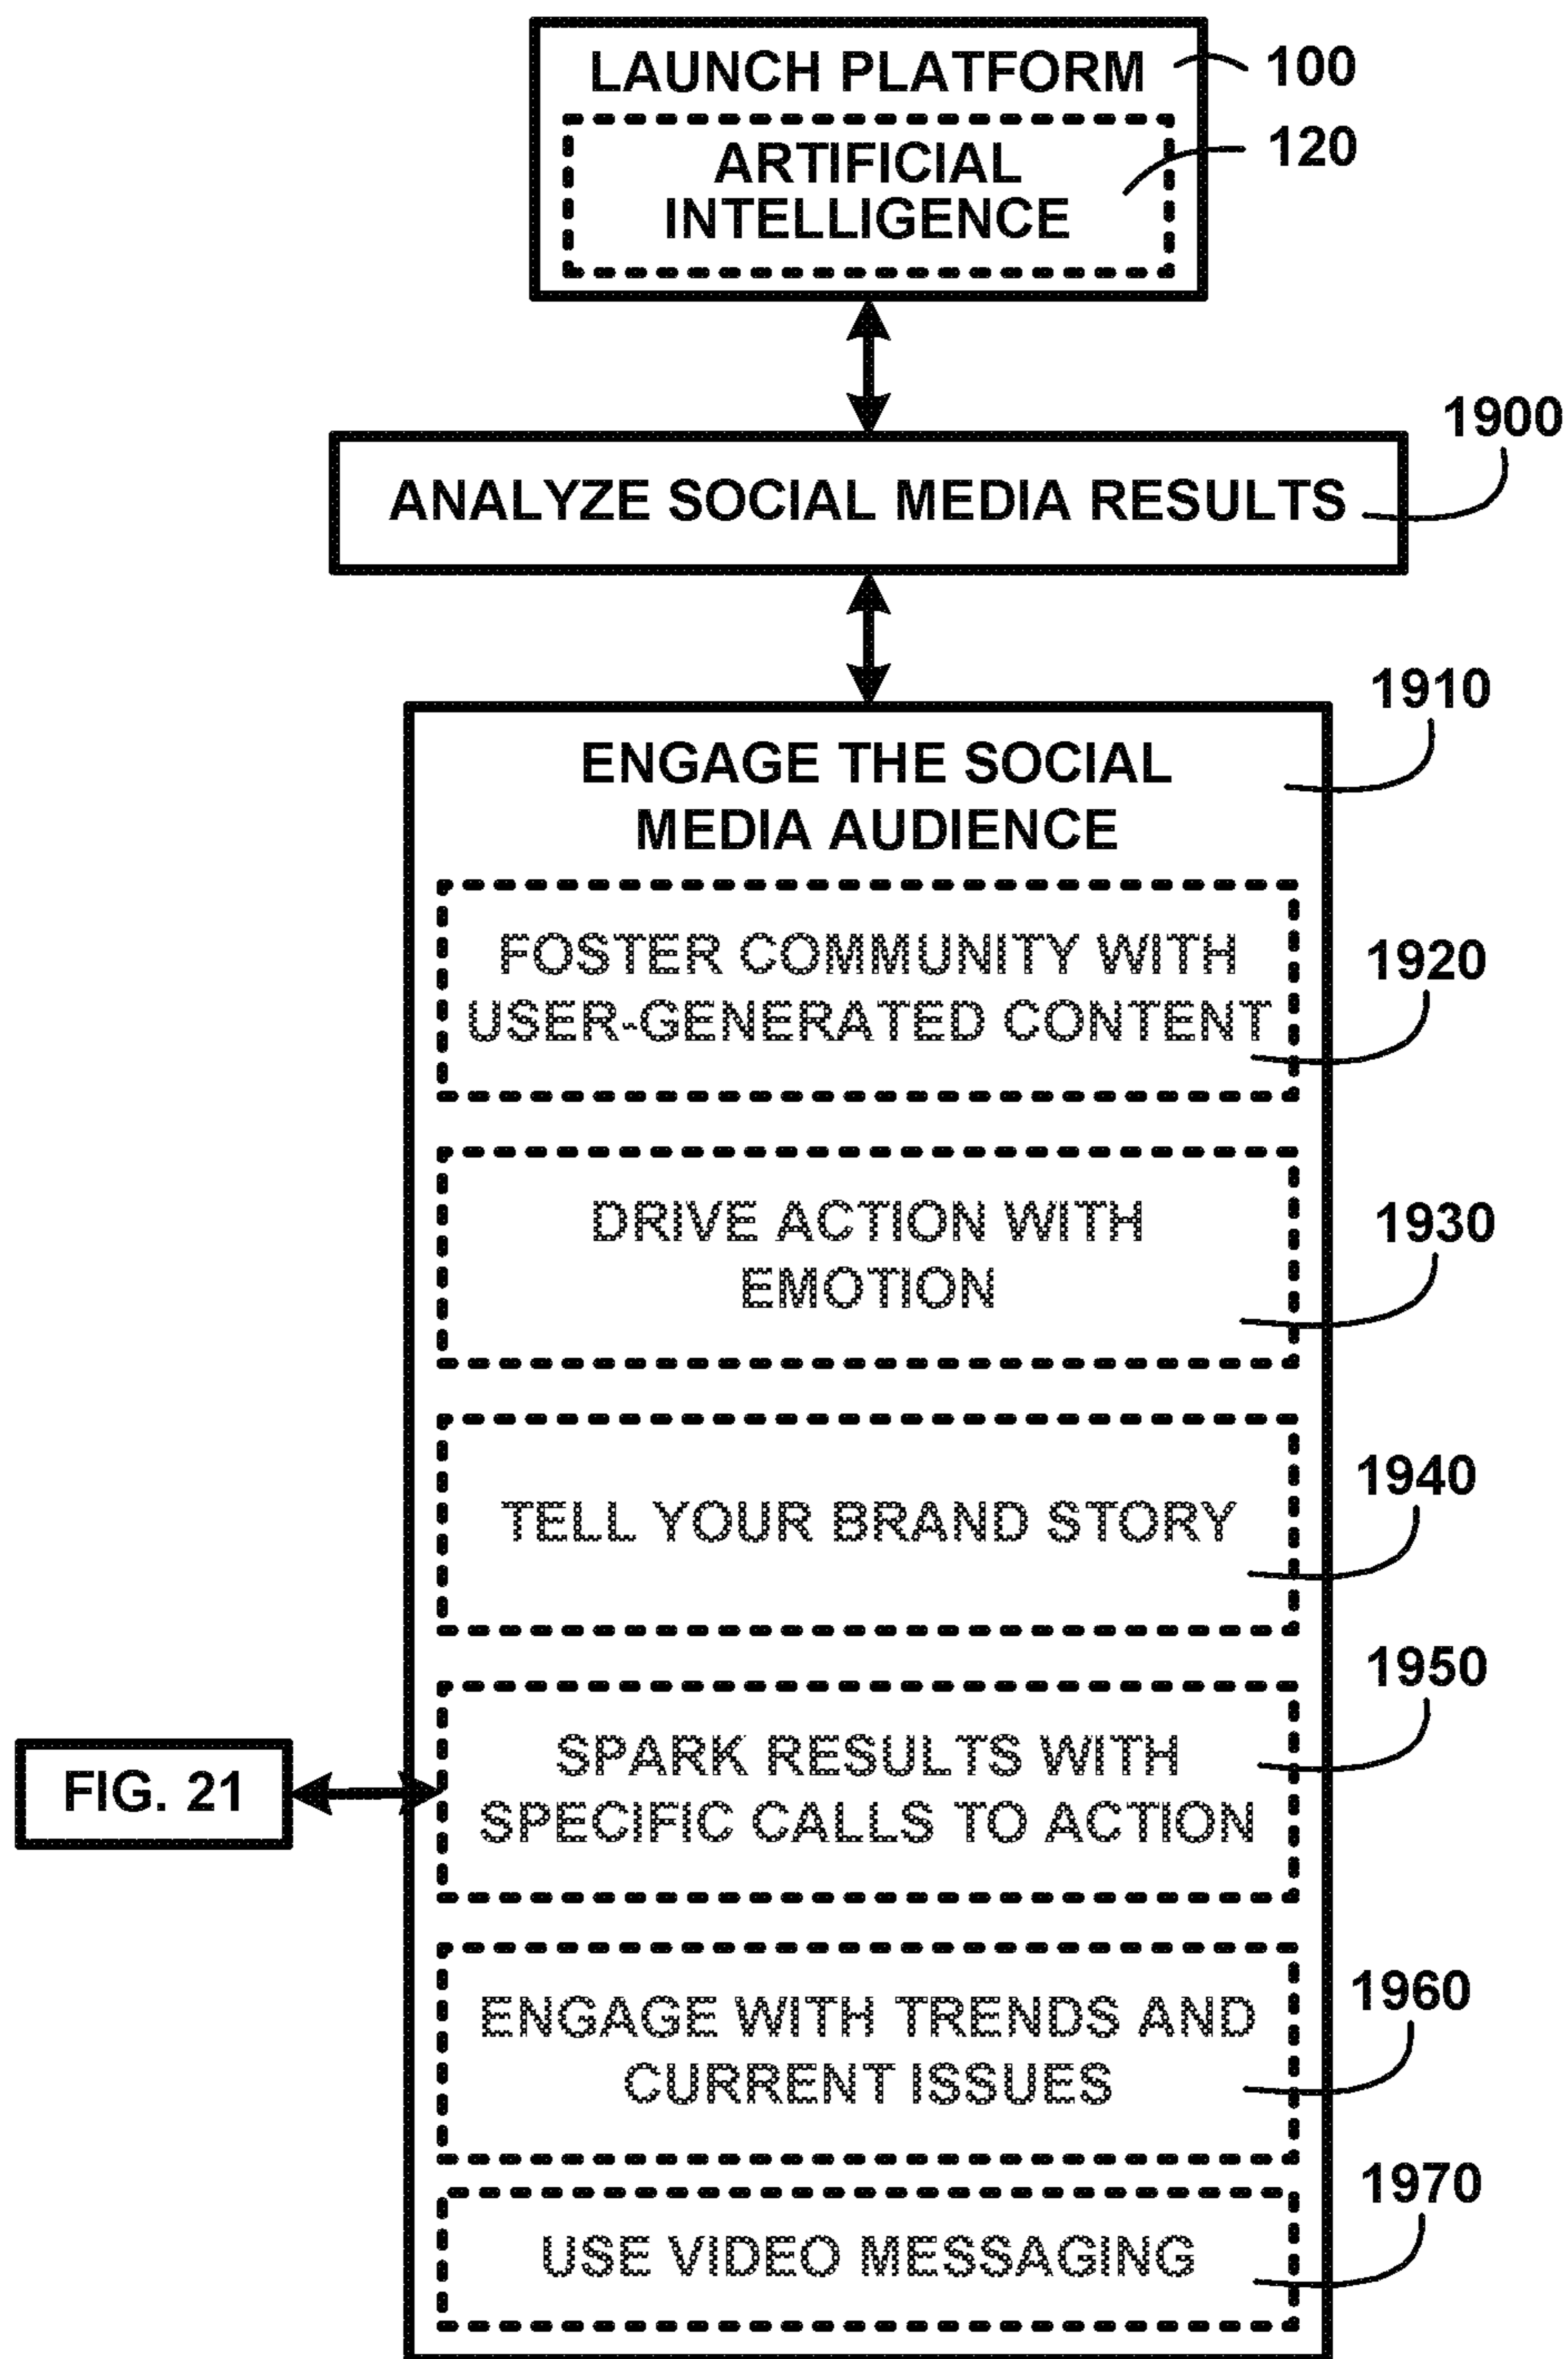 LAUNCH PLATFORM
100
ARTIFICIAL
INTELLIGENCE
120
ANALYZE SOCIAL MEDIA RESULTS
1900
ENGAGE THE SOCIAL
MEDIA AUDIENCE
1910
FOSTER COMMUNITY WITH
USER-GENERATED CONTENT
1920
DRIVE ACTION WITH
EMOTION
1930
TELL YOUR BRAND STORY
1940
SPARK RESULTS WITH
SPECIFIC CALLS TO ACTION
1950
FIG. 21
ENGAGE WITH TRENDS AND
CURRENT ISSUES
1960
USE VIDEO MESSAGING
1970